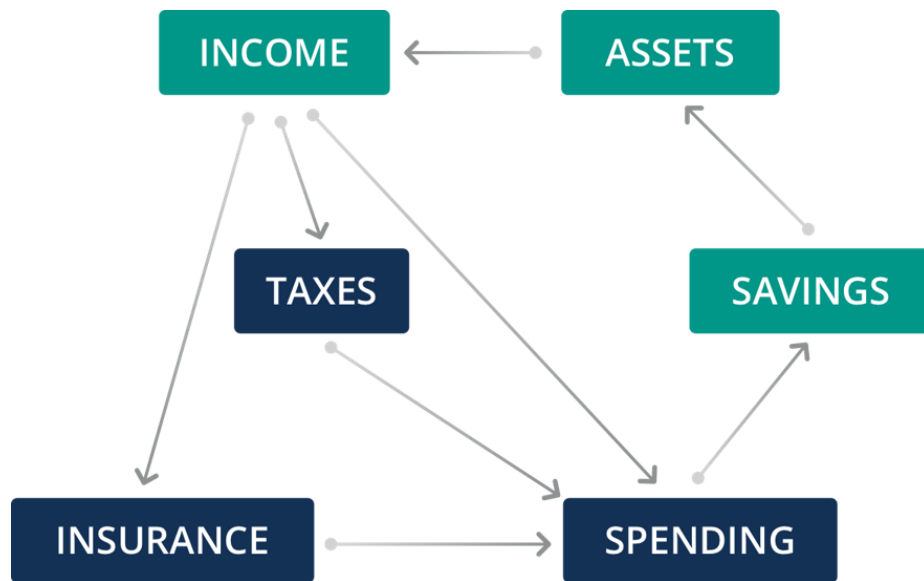 INCOME
ASSETS
TAXES
SAVINGS
INSURANCE
SPENDING